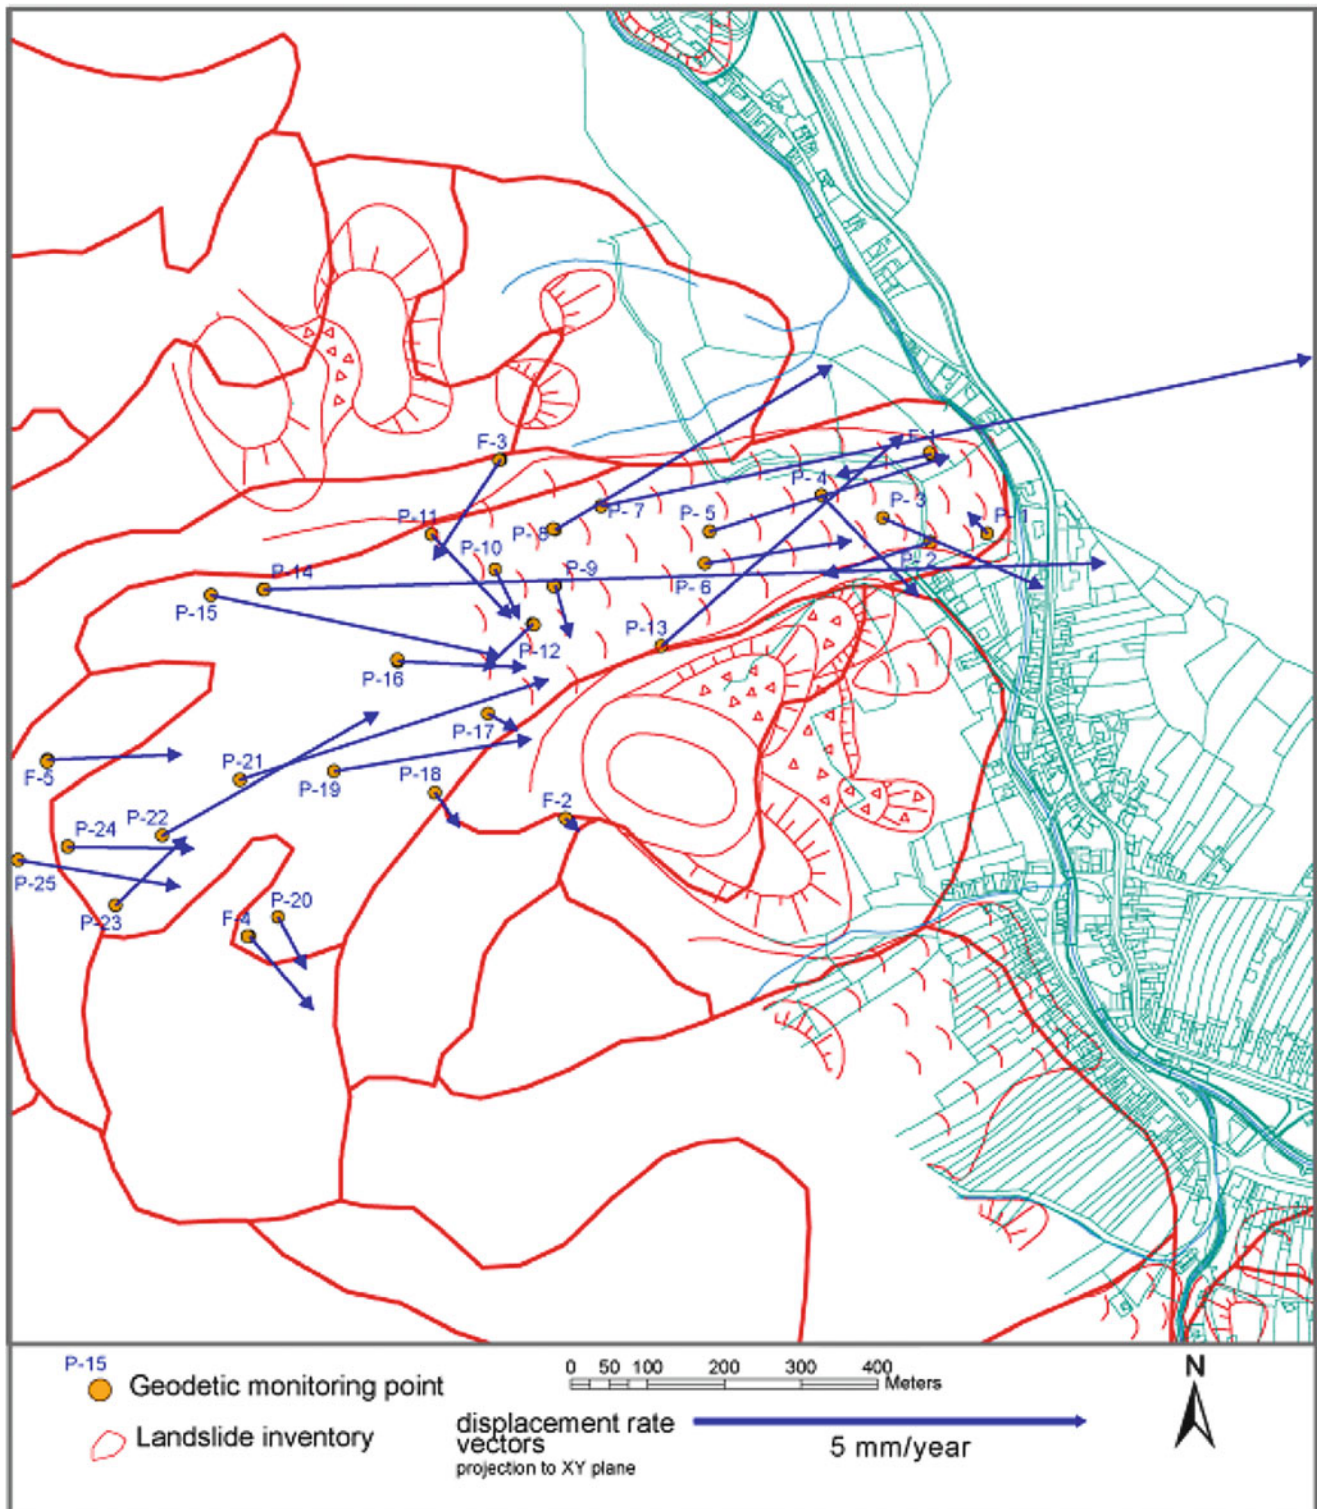 F-1
F-3
P- 4
P- 3
P- 1
P-11
P- 7
P- 5
P- 8
P-10
P- 2
P-14
P-9
P- 6
P-15
P-13
P-12
P-16
P-17
F-5
P-21
P-19
P-18
F-2
P-22
P-24
P-25
P-23
P-20
F-4
P-15
Geodetic monitoring point
Landslide inventory
0 50 100 200 300 400
Meters
displacement rate
vectors
projection to XY plane
5 mm/year
N